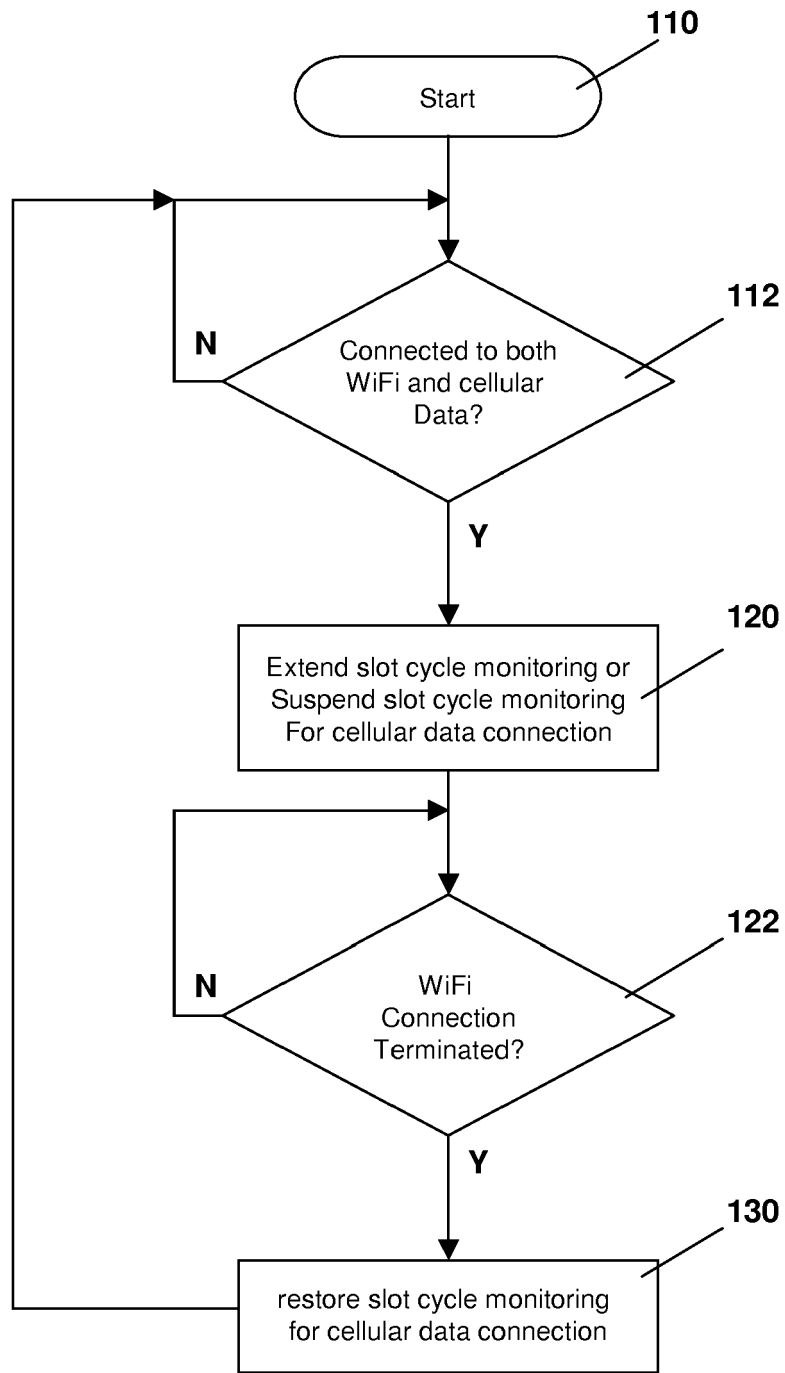 110
Start
112
Connected to both
WiFi and cellular
Data?
N
Y
120
Extend slot cycle monitoring or
Suspend slot cycle monitoring
For cellular data connection
122
WiFi
Connection
Terminated?
N
Y
130
restore slot cycle monitoring
for cellular data connection